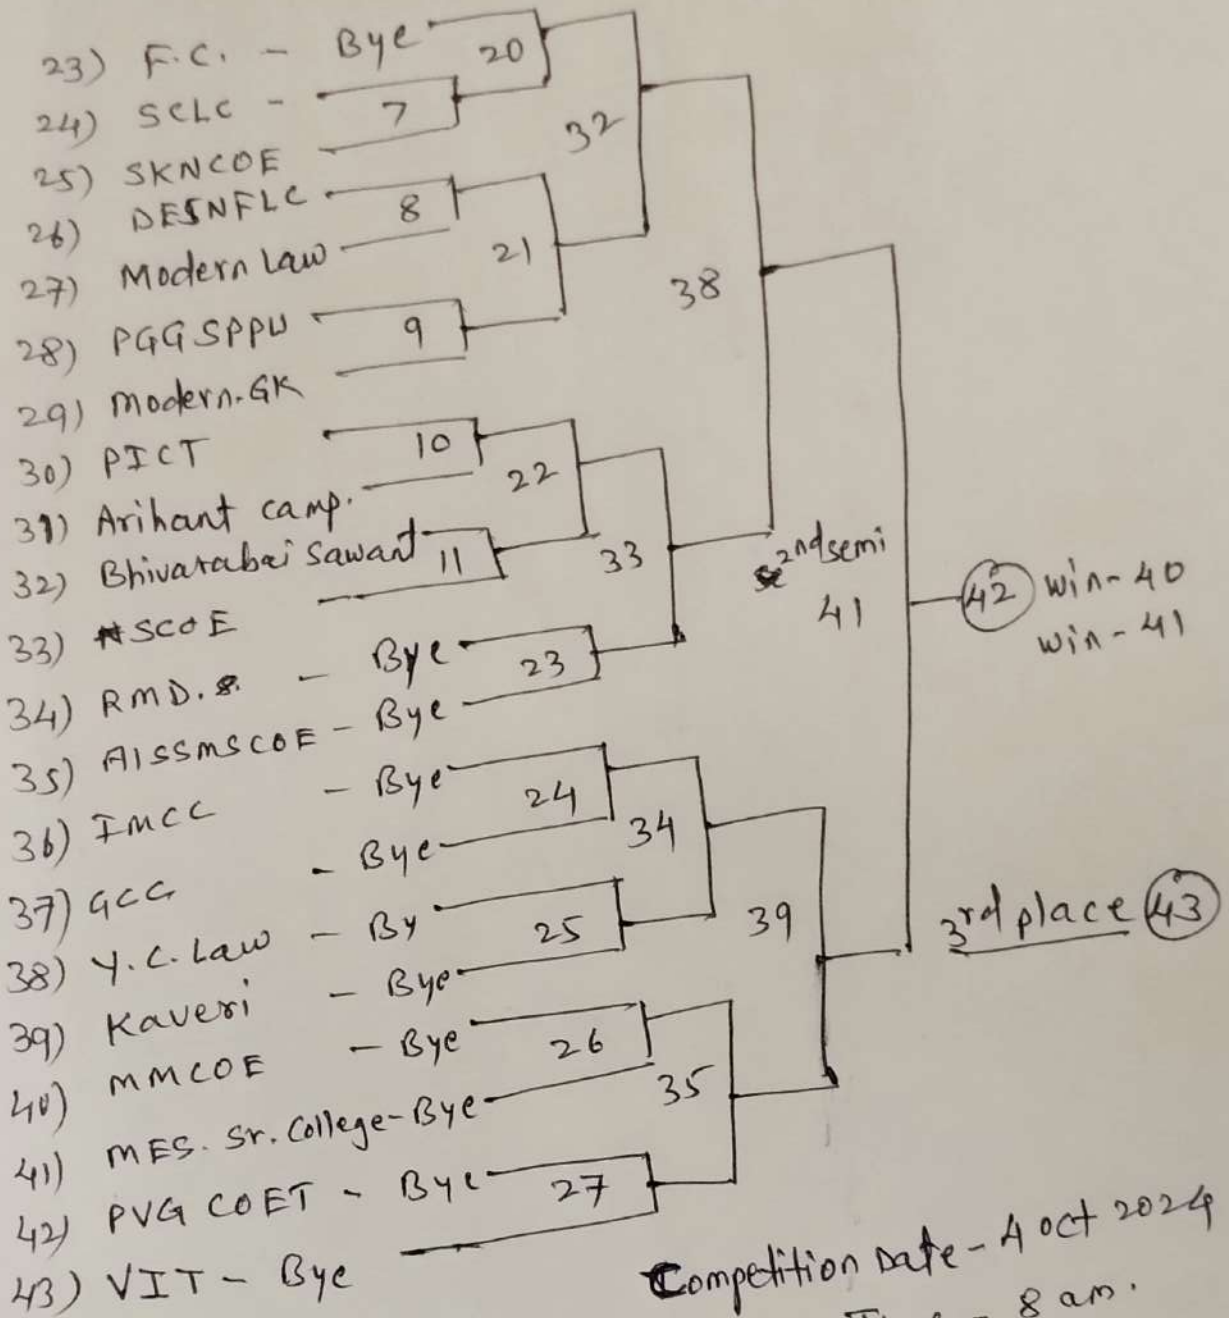 23) F.C. - Bye 20
24) SCLC - 7
25) SKNCOE
32
26) DESNFLC 8
27) Modern Law 21
38
28) PGGSPPU 9
29) Modern. GK
30) PICT 10
22
31) Arihant camp.
32) Bhivarabai Sawant 11
33
2nd semi
41
42 win - 40
win - 41
33) SCOE
34) RMD. S. - Bye 23
35) AISSMSCOE - Bye
36) IMCC - Bye 24
34
37) GCG - Bye
38) Y.C. Law - By 25
39
3rd place 43
39) Kaveri - Bye
40) MMCOE - Bye 26
35
41) MES. Sr. College - Bye
42) PVG COET - Bye 27
43) VIT - Bye
Competition Date - 4 Oct 2024
- 8 am.